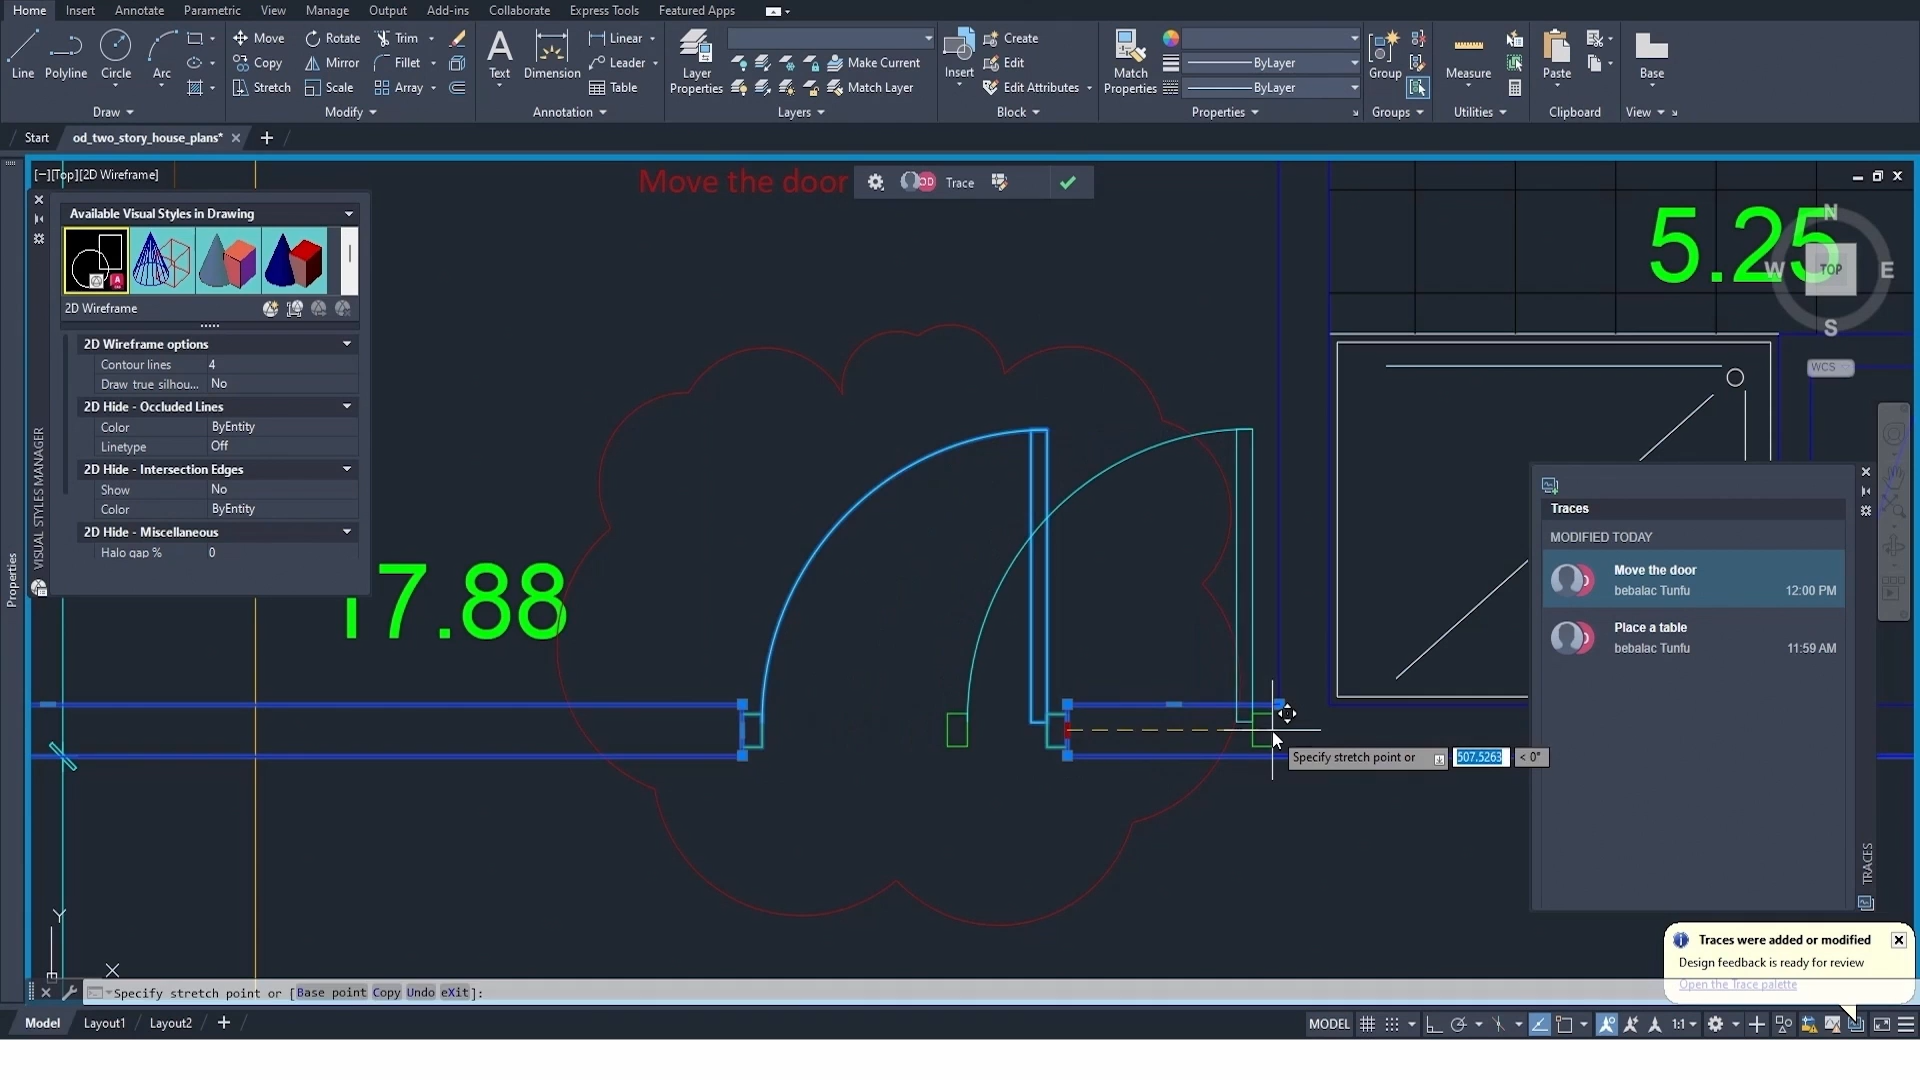 Home Insert Annotate Parametric View Manage Output Add-ins Collaborate Express Tools Featured Apps
Line Polyline Circle Arc
Draw
Move Rotate Trim
Copy Mirror Fillet
Stretch Scale Array
Modify
Text Dimension
Linear
Leader
Table
Annotation
Layer Properties
Make Current
Match Layer
Layers
Insert
Create
Edit
Edit Attributes
Block
Match Properties
ByLayer
ByLayer
Properties
Group
Groups
Measure
Utilities
Paste
Clipboard
Base
View
Start od_two_story_house_plans*
[−][Top][2D Wireframe]
Move the door
Trace
Available Visual Styles in Drawing
2D Wireframe
2D Wireframe options
Contour lines 4
Draw true silhou... No
2D Hide - Occluded Lines
Color ByEntity
Linetype Off
2D Hide - Intersection Edges
Show No
Color ByEntity
2D Hide - Miscellaneous
Halo gap % 0
VISUAL STYLES MANAGER
Properties
17.88
5.25
N
W TOP E
S
WCS
Traces
MODIFIED TODAY
Move the door
bebalac Tunfu 12:00 PM
Place a table
bebalac Tunfu 11:59 AM
TRACES
Specify stretch point or 507.5263 < 0°
Y
X
Traces were added or modified
Design feedback is ready for review
Open the Trace palette
Specify stretch point or [Base point Copy Undo eXit]:
Model Layout1 Layout2
MODEL 1:1